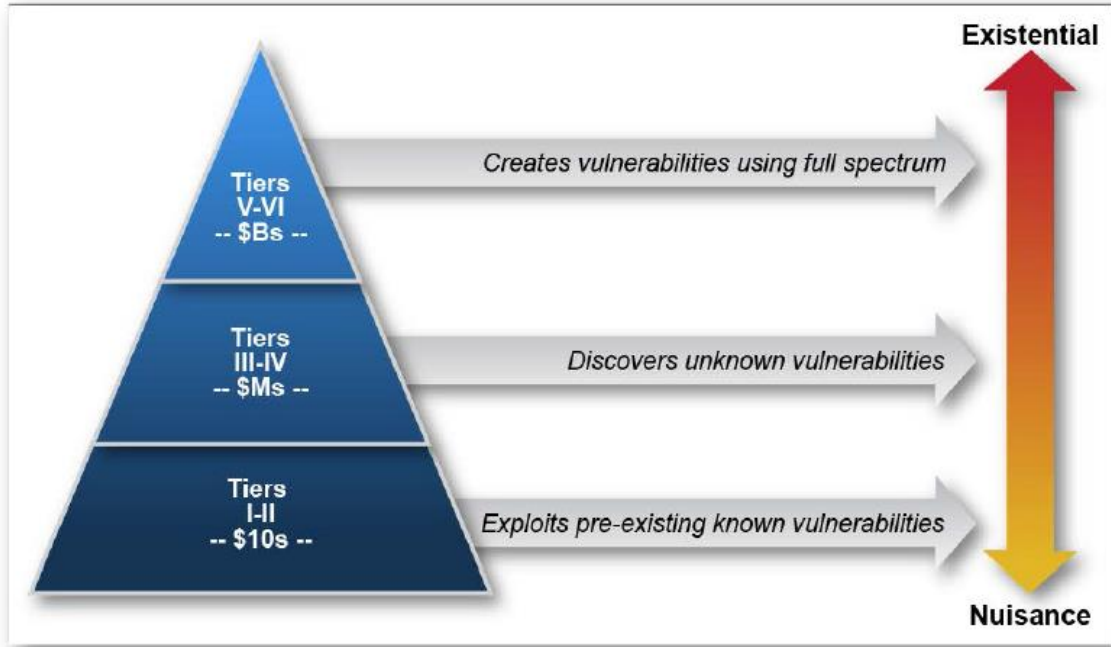 Existential
Creates vulnerabilities using full spectrum
Tiers
V-VI
-- $Bs --
Discovers unknown vulnerabilities
Tiers
III-IV
-- $Ms --
Exploits pre-existing known vulnerabilities
Tiers
I-II
-- $10s --
Nuisance